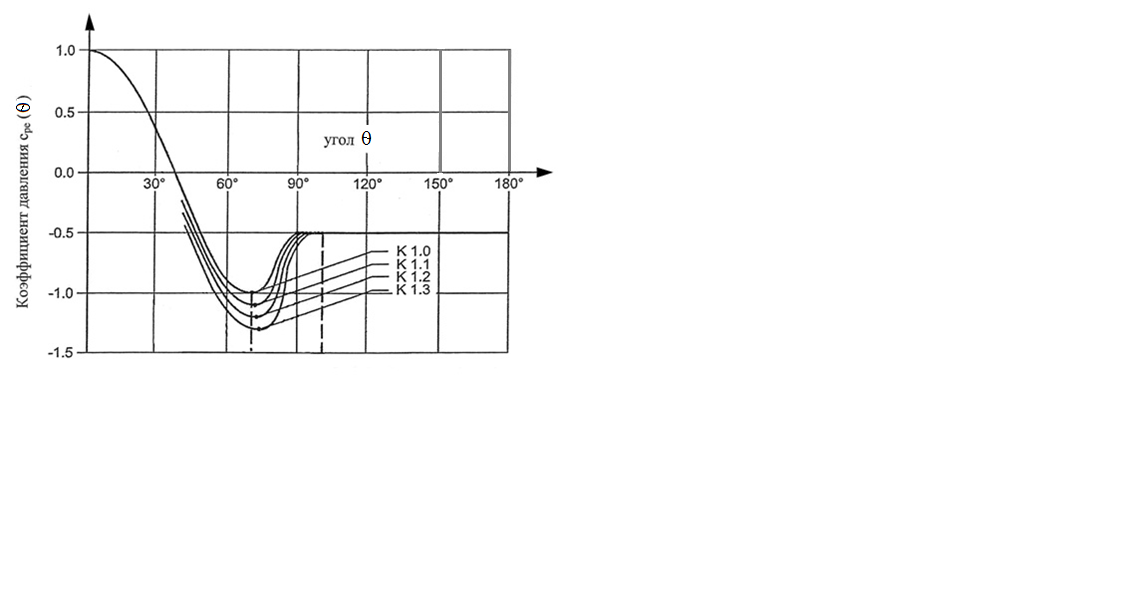 1.0
0.5
угол θ
0.0
30° 60° 90° 120° 150° 180°
-0.5
K 1.0
K 1.1
K 1.2
K 1.3
-1.0
-1.5
Коэффициент давления cpe (θ)